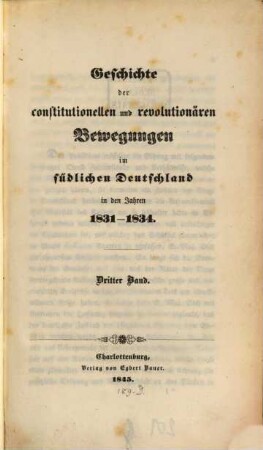 Geschichte
der
constitutionellen und revolutionären
Bewegungen
im
südlichen Deutschland
in den Jahren
1831—1834.
Dritter Band.
Charlottenburg,
Verlag von Egbert Bauer.
1845.